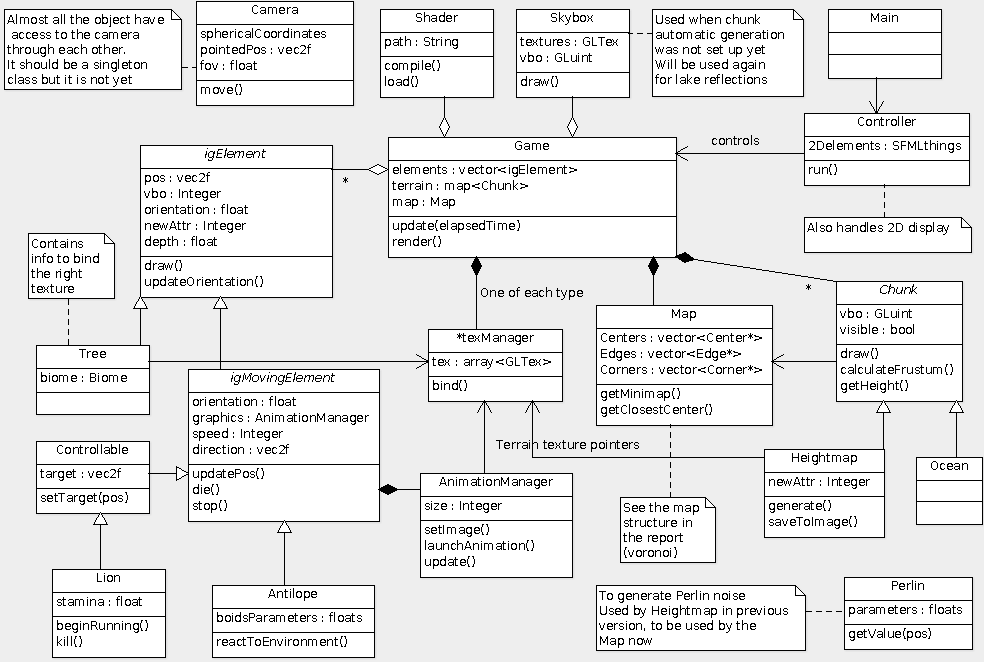 Almost all the object have
access to the camera
through each other.
It should be a singleton
class but it is not yet
Camera
sphericalCoordinates
pointedPos : vec2f
fov : float
move()
Shader
path : String
compile()
load()
Skybox
textures : GLTex
vbo : GLuint
draw()
Used when chunk
automatic generation
was not set up yet
Will be used again
for lake reflections
Main
Controller
2Delements : SFMLthings
run()
controls
Also handles 2D display
igElement
pos : vec2f
vbo : Integer
orientation : float
newAttr : Integer
depth : float
draw()
updateOrientation()
*
Game
elements : vector<igElement>
terrain : map<Chunk>
map : Map
update(elapsedTime)
render()
Contains
info to bind
the right
texture
One of each type
*
Tree
biome : Biome
*texManager
tex : array<GLTex>
bind()
Map
Centers : vector<Center*>
Edges : vector<Edge*>
Corners : vector<Corner*>
getMinimap()
getClosestCenter()
Chunk
vbo : GLuint
visible : bool
draw()
calculateFrustum()
getHeight()
igMovingElement
orientation : float
graphics : AnimationManager
speed : Integer
direction : vec2f
updatePos()
die()
stop()
Terrain texture pointers
Controllable
target : vec2f
setTarget(pos)
AnimationManager
size : Integer
setImage()
launchAnimation()
update()
See the map
structure in
the report
(voronoi)
Heightmap
newAttr : Integer
generate()
saveToImage()
Ocean
Lion
stamina : float
beginRunning()
kill()
Antilope
boidsParameters : floats
reactToEnvironment()
To generate Perlin noise
Used by Heightmap in previous
version, to be used by the
Map now
Perlin
parameters : floats
getValue(pos)